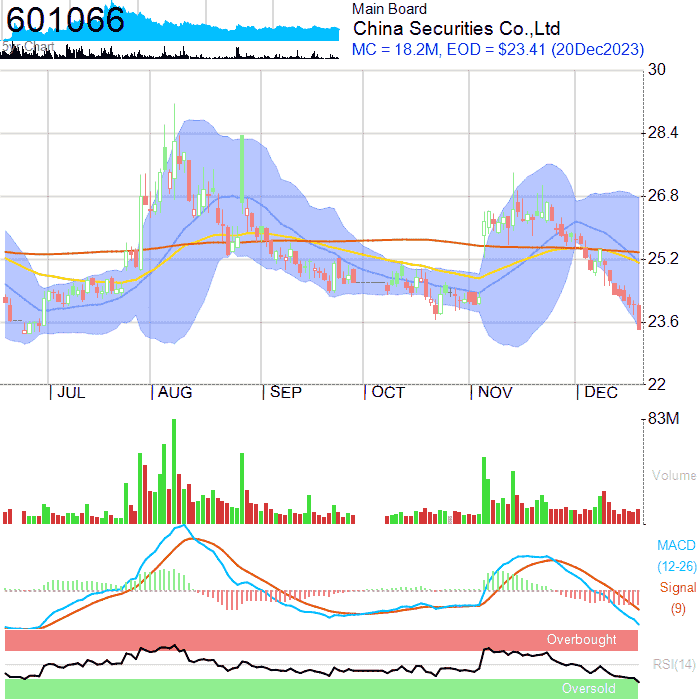 601066
5yr Chart
Main Board
China Securities Co.,Ltd
MC = 18.2M, EOD = $23.41 (20Dec2023)
30
28.4
26.8
25.2
23.6
22
JUL AUG SEP OCT NOV DEC
83M
Volume
MACD
(12-26)
Signal
(9)
Overbought
RSI(14)
Oversold